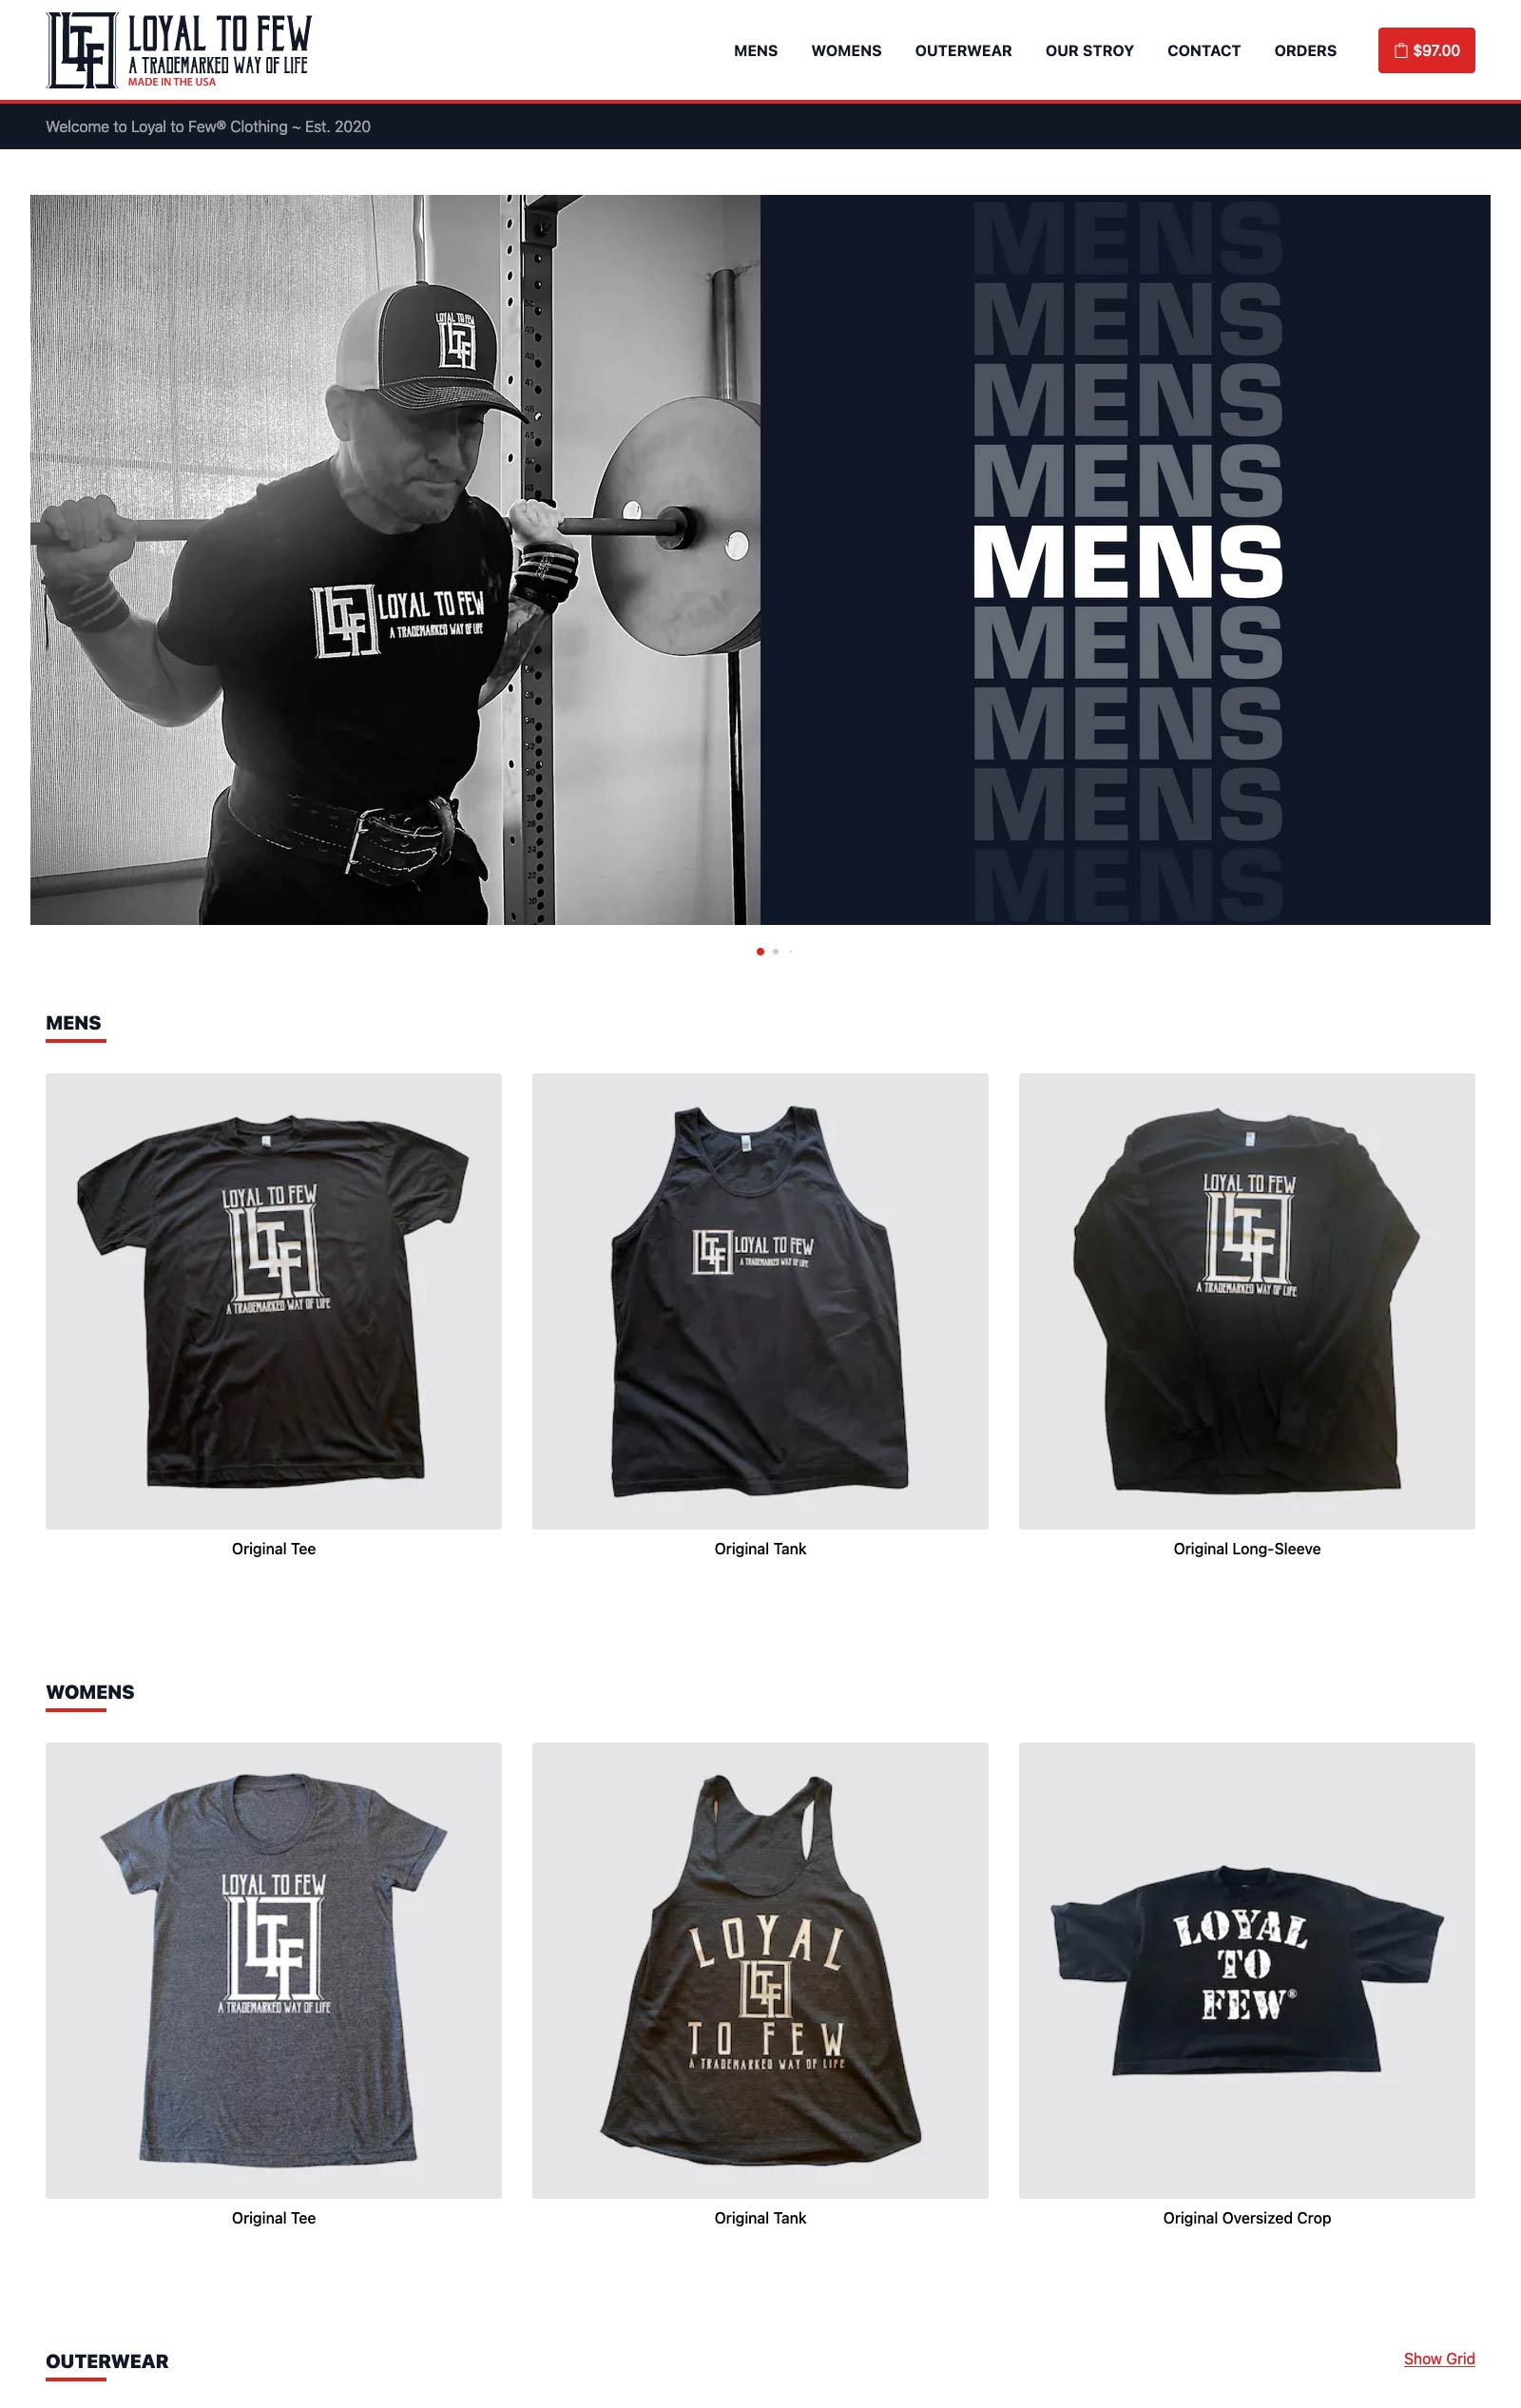 LTF
LOYAL TO FEW
A TRADEMARKED WAY OF LIFE
MADE IN THE USA
MENS
WOMENS
OUTERWEAR
OUR STROY
CONTACT
ORDERS
$97.00
Welcome to Loyal to Few® Clothing ~ Est. 2020
LOYAL TO FEW
LTF
LTF
LOYAL TO FEW
A TRADEMARKED WAY OF LIFE
MENS
MENS
MENS
MENS
MENS
MENS
MENS
MENS
MENS
MENS
LOYAL TO FEW
LTF
A TRADEMARKED WAY OF LIFE
Original Tee
LTF
LOYAL TO FEW
A TRADEMARKED WAY OF LIFE
Original Tank
LOYAL TO FEW
LTF
A TRADEMARKED WAY OF LIFE
Original Long-Sleeve
WOMENS
LOYAL TO FEW
LTF
A TRADEMARKED WAY OF LIFE
Original Tee
LOYAL
LTF
TO FEW
A TRADEMARKED WAY OF LIFE
Original Tank
LOYAL
TO
FEW®
Original Oversized Crop
OUTERWEAR
Show Grid